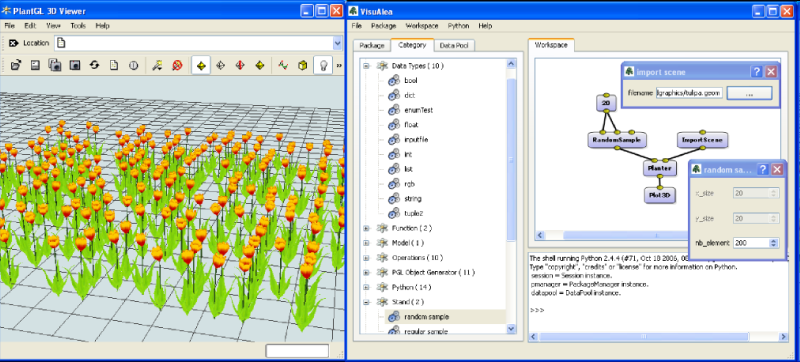 PlantGL 3D Viewer
File Edit View Tools Help
Location
VisuAlea
File Package Workspace Python Help
Package Category Data Pool
Data Types ( 10 )
bool
dict
enumTest
float
inputfile
int
list
rgb
string
tuple2
Function ( 2 )
Model ( 1 )
Operations ( 10 )
PGL Object Generator ( 11 )
Python ( 14 )
Stand ( 2 )
random sample
regular sample
Workspace
20
RandomSample
ImportScene
Planter
Plot3D
import scene
filename lgraphics/tulipa.geom ...
random sa...
x_size 20
y_size 20
nb_element 200
The shell running Python 2.4.4 (#71, Oct 18 2006,
Type "copyright", "credits" or "license" for more information on Python.
session = Session instance.
pmanager = PackageManager instance.
datapool = DataPool instance.
>>>